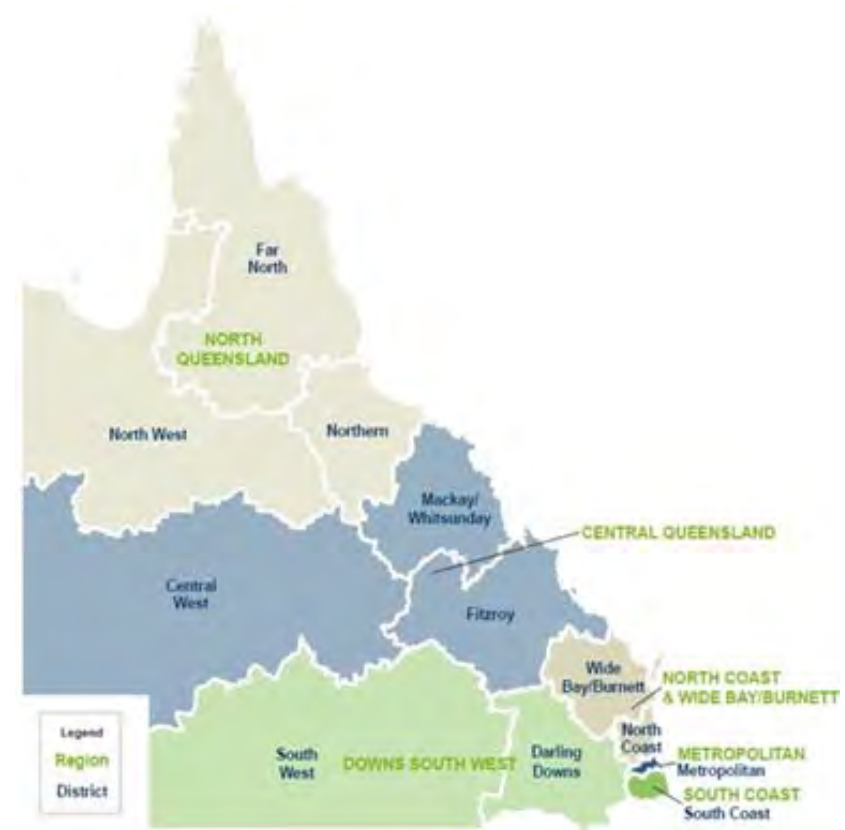 Far
North
NORTH
QUEENSLAND
North West
Northern
Mackay/
Whitsunday
CENTRAL QUEENSLAND
Central
West
Fitzroy
Wide
Bay/Burnett
NORTH COAST
& WIDE BAY/BURNETT
North
Coast
METROPOLITAN
Metropolitan
SOUTH COAST
South Coast
South
West
DOWNS SOUTH WEST
Darling
Downs
Legend
Region
District